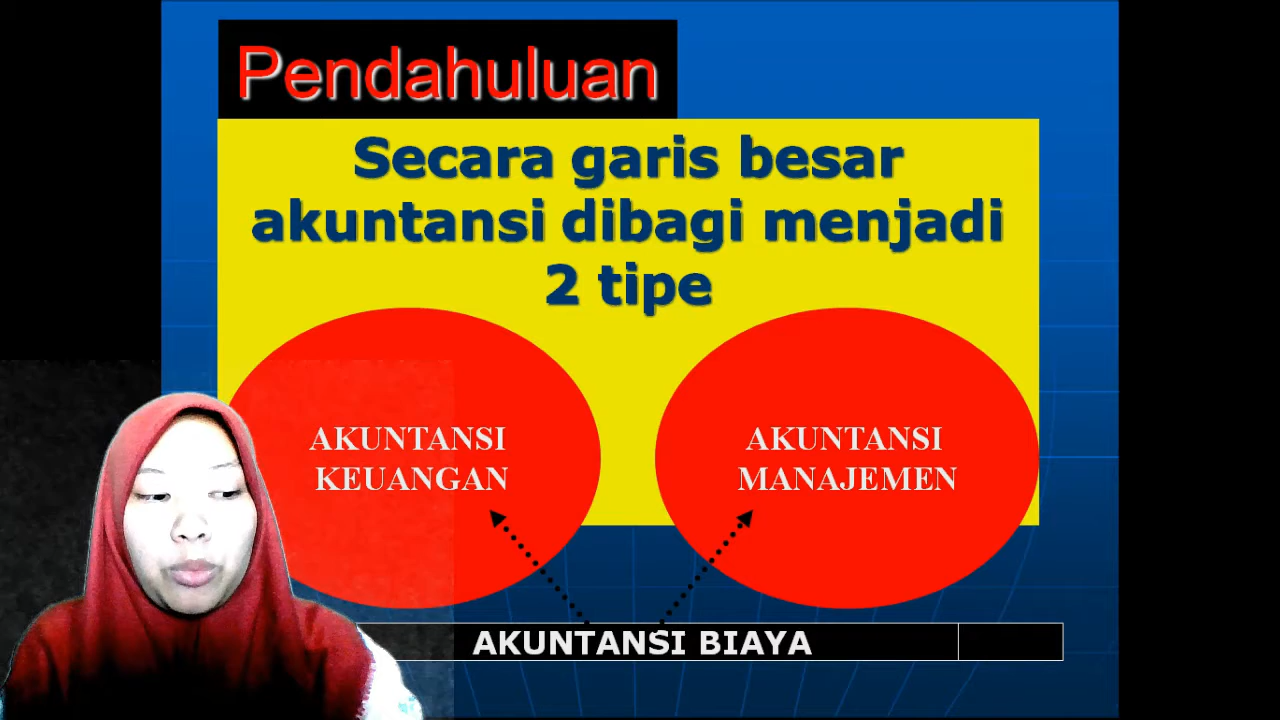 Pendahuluan
Secara garis besar
akuntansi dibagi menjadi
2 tipe
AKUNTANSI
KEUANGAN
AKUNTANSI
MANAJEMEN
AKUNTANSI BIAYA